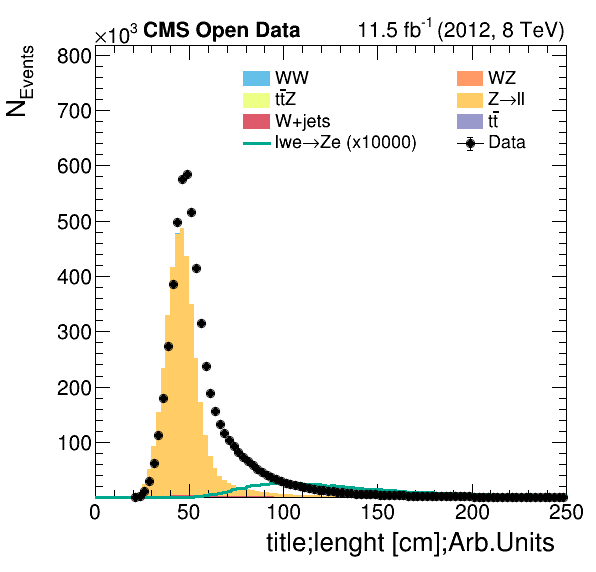 ×10³ CMS Open Data 11.5 fb⁻¹ (2012, 8 TeV)
N_Events
800
700
600
500
400
300
200
100
WW WZ
tt̄Z Z→ll
W+jets tt̄
lwe→Ze (x10000) Data
0 50 100 150 200 250
title;lenght [cm];Arb.Units